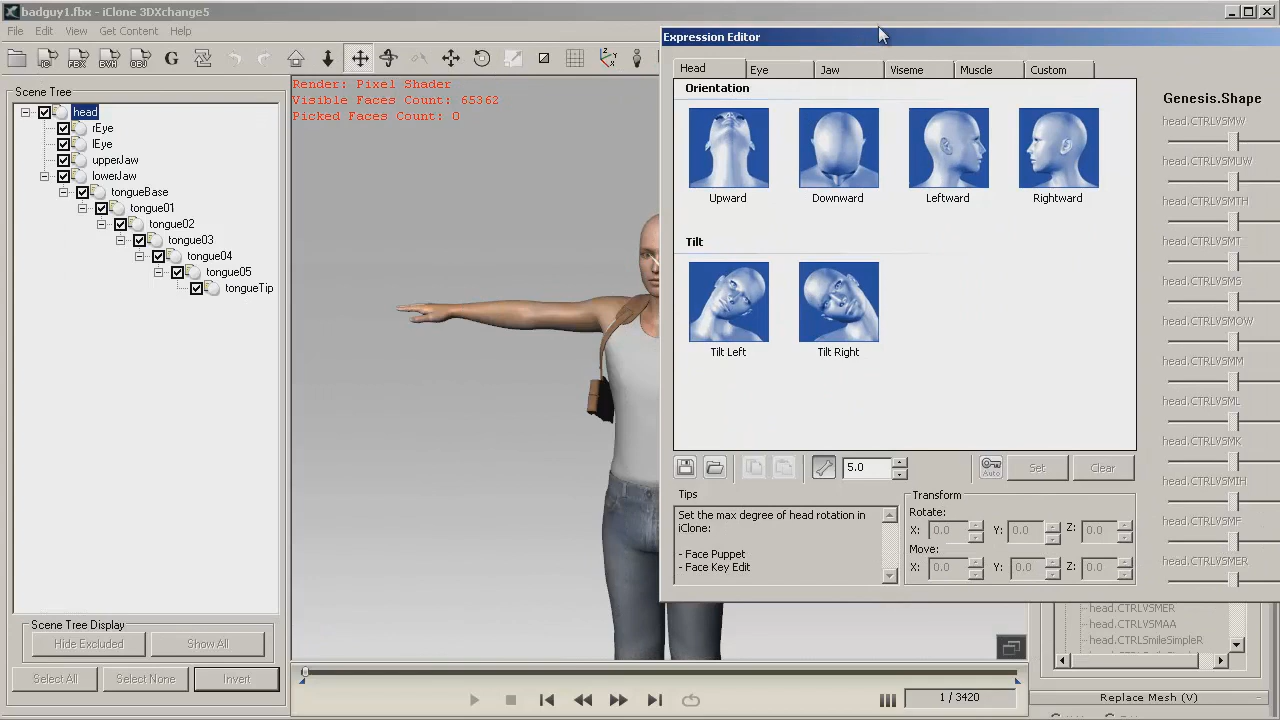 badguy1.fbx - iClone 3DXchange5
File Edit View Get Content Help
Scene Tree
head
rEye
lEye
upperJaw
lowerJaw
tongueBase
tongue01
tongue02
tongue03
tongue04
tongue05
tongueTip
Scene Tree Display
Hide Excluded Show All
Select All Select None Invert
Render: Pixel Shader
Visible Faces Count: 65362
Picked Faces Count: 0
1 / 3420
Expression Editor
Head Eye Jaw Viseme Muscle Custom
Orientation
Upward Downward Leftward Rightward
Tilt
Tilt Left Tilt Right
5.0 Auto Set Clear
Tips
Set the max degree of head rotation in
iClone:
- Face Puppet
- Face Key Edit
Transform
Rotate:
X: 0.0 Y: 0.0 Z: 0.0
Move:
X: 0.0 Y: 0.0 Z: 0.0
Genesis.Shape
head.CTRLVSMW
head.CTRLVSMUW
head.CTRLVSMTH
head.CTRLVSMT
head.CTRLVSMS
head.CTRLVSMOW
head.CTRLVSMM
head.CTRLVSML
head.CTRLVSMK
head.CTRLVSMIH
head.CTRLVSMF
head.CTRLVSMER
head.CTRLVSMER
head.CTRLVSMAA
head.CTRLSmileSimpleR
Replace Mesh (V)